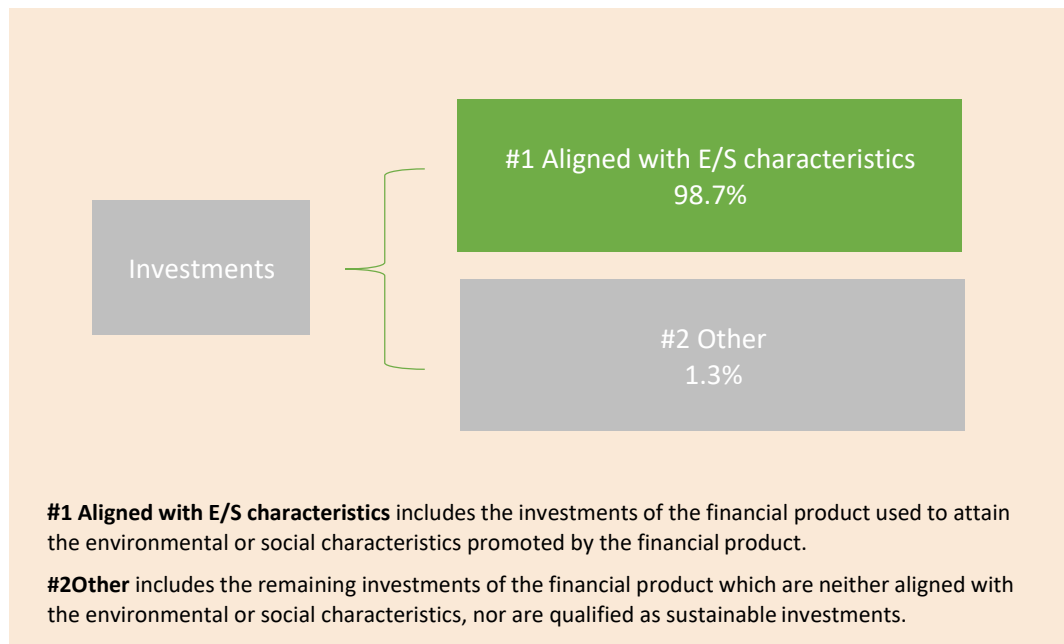 #1 Aligned with E/S characteristics
98.7%
Investments
#2 Other
1.3%
#1 Aligned with E/S characteristics includes the investments of the financial product used to attain
the environmental or social characteristics promoted by the financial product.
#2Other includes the remaining investments of the financial product which are neither aligned with
the environmental or social characteristics, nor are qualified as sustainable investments.